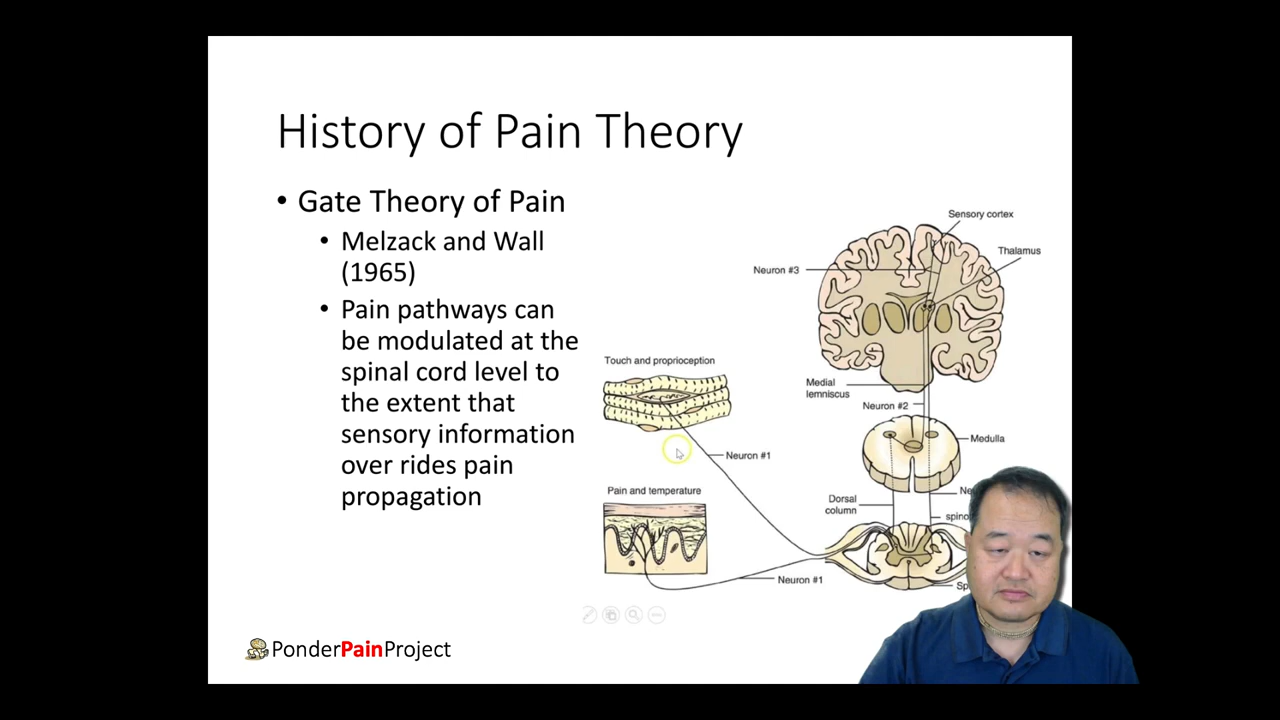 History of Pain Theory
• Gate Theory of Pain
• Melzack and Wall
(1965)
• Pain pathways can
be modulated at the
spinal cord level to
the extent that
sensory information
over rides pain
propagation
Sensory cortex
Thalamus
Neuron #3
Touch and proprioception
Medial
lemniscus
Neuron #2
Medulla
Neuron #1
Pain and temperature
Dorsal
column
Neuron #1
PonderPainProject